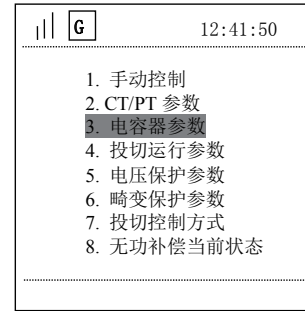 G 12:41:50
1. 手动控制
2. CT/PT 参数
3. 电容器参数
4. 投切运行参数
5. 电压保护参数
6. 畸变保护参数
7. 投切控制方式
8. 无功补偿当前状态